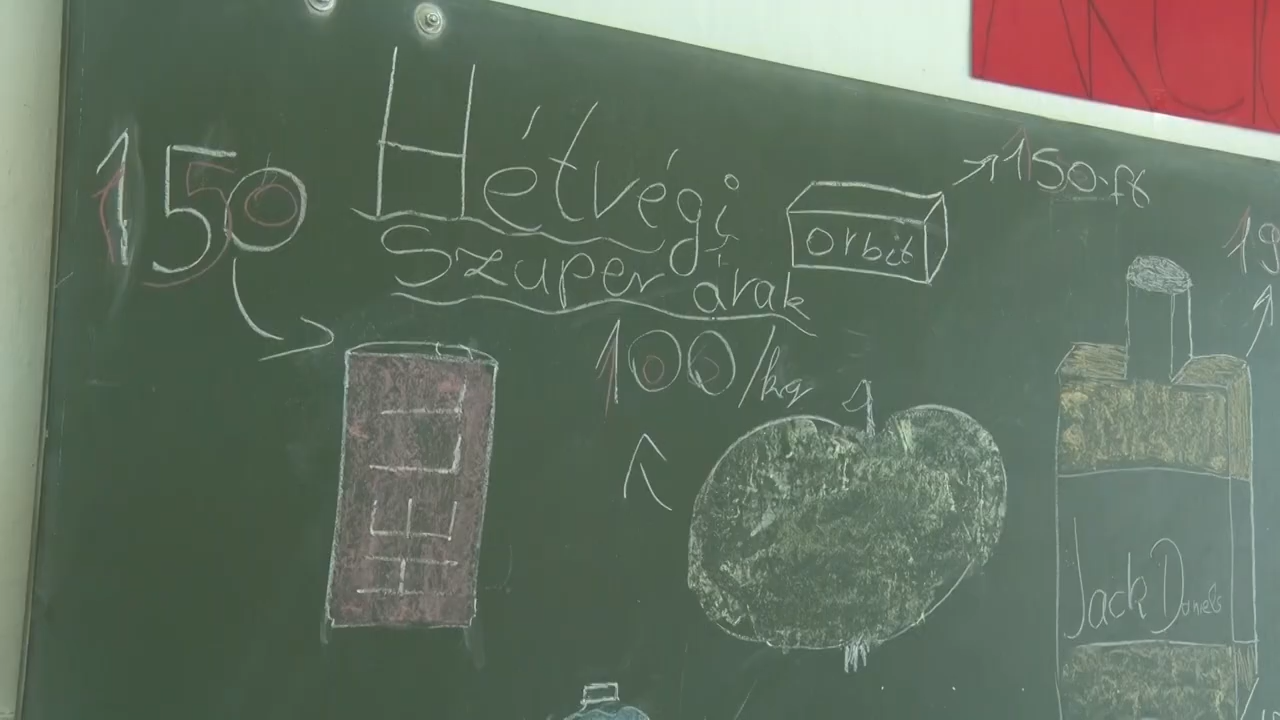 Hétvégi
szuper árak
150
orbit
150.ft
100/kg
HELL
Jack Daniels